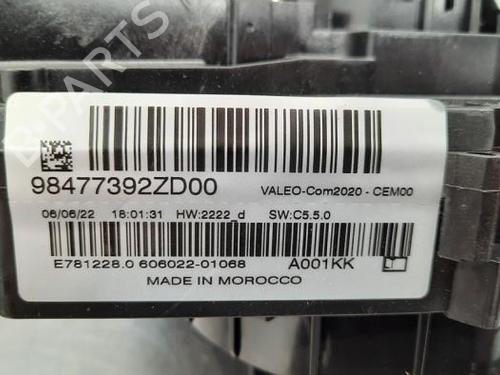 98477392ZD00 VALEO-Com2020 - CEM00
06/06/22 18:01:31 HW:2222_d SW:C5.5.0
E781228.0 606022-01068 A001KK
MADE IN MOROCCO
B-PARTS